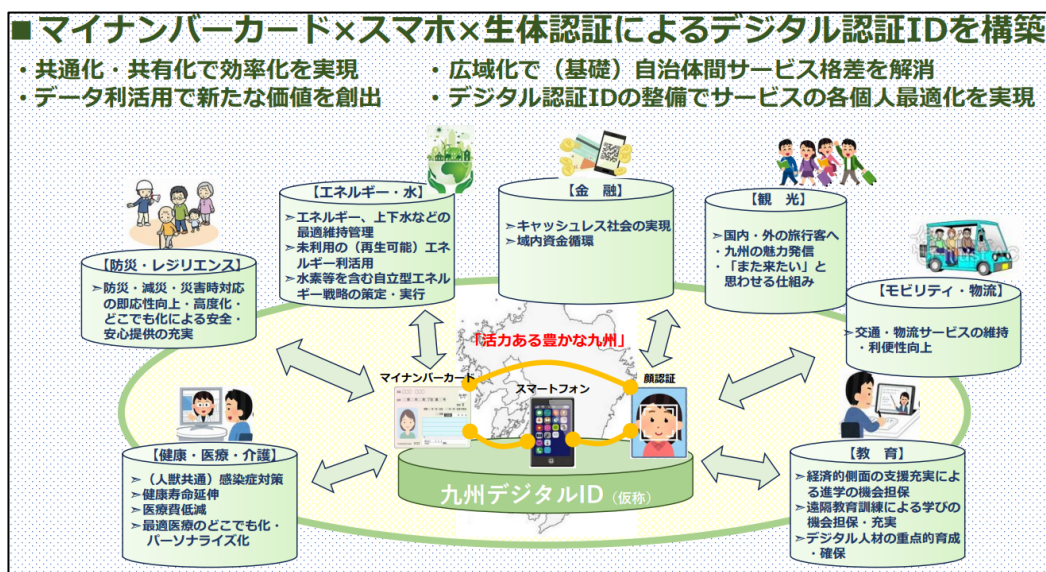 ■マイナンバーカード×スマホ×生体認証によるデジタル認証IDを構築
・共通化・共有化で効率化を実現
・広域化で（基礎）自治体間サービス格差を解消
・データ利活用で新たな価値を創出
・デジタル認証IDの整備でサービスの各個人最適化を実現
【防災・レジリエンス】
➢防災・減災・災害時対応
の即応性向上・高度化・
どこでも化による安全・
安心提供の充実
【エネルギー・水】
➢エネルギー、上下水などの
最適維持管理
➢未利用の（再生可能）エネ
ルギー利活用
➢水素等を含む自立型エネル
ギー戦略の策定・実行
【金　融】
➢キャッシュレス社会の実現
➢域内資金循環
【観　光】
➢国内・外の旅行客へ
・九州の魅力発信
・「また来たい」と
思わせる仕組み
【モビリティ・物流】
➢交通・物流サービスの維持
・利便性向上
「活力ある豊かな九州」
マイナンバーカード
スマートフォン
顔認証
九州デジタルID（仮称）
【健康・医療・介護】
➢（人獣共通）感染症対策
➢健康寿命延伸
➢医療費低減
➢最適医療のどこでも化・
パーソナライズ化
【教　育】
➢経済的側面の支援充実によ
る進学の機会担保
➢遠隔教育訓練による学びの
機会担保・充実
➢デジタル人材の重点的育成
・確保